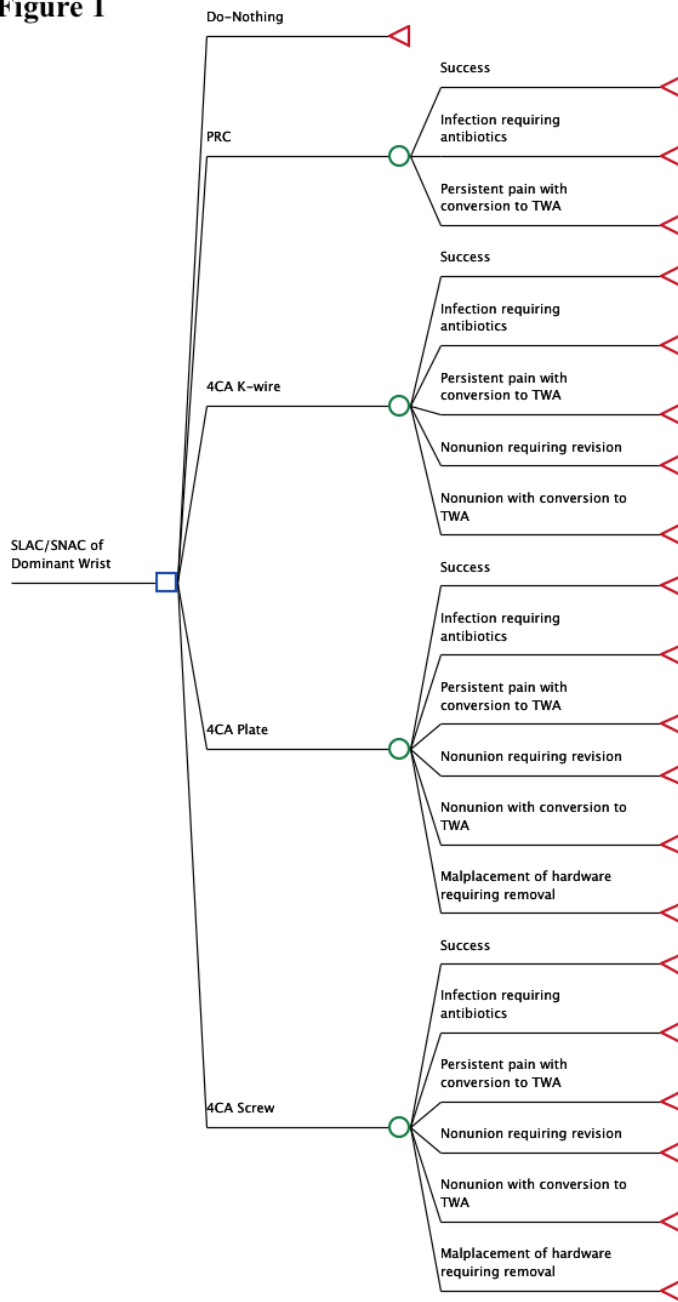 Figure 1
Do-Nothing
Success
PRC
Infection requiring
antibiotics
Persistent pain with
conversion to TWA
Success
Infection requiring
antibiotics
4CA K-wire
Persistent pain with
conversion to TWA
Nonunion requiring revision
Nonunion with conversion to
TWA
SLAC/SNAC of
Dominant Wrist
Success
Infection requiring
antibiotics
Persistent pain with
conversion to TWA
4CA Plate
Nonunion requiring revision
Nonunion with conversion to
TWA
Malplacement of hardware
requiring removal
Success
Infection requiring
antibiotics
Persistent pain with
conversion to TWA
4CA Screw
Nonunion requiring revision
Nonunion with conversion to
TWA
Malplacement of hardware
requiring removal